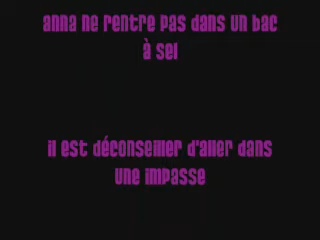 anna ne rentre pas dans un bac
à sel
il est déconseiller d'aller dans
une impasse